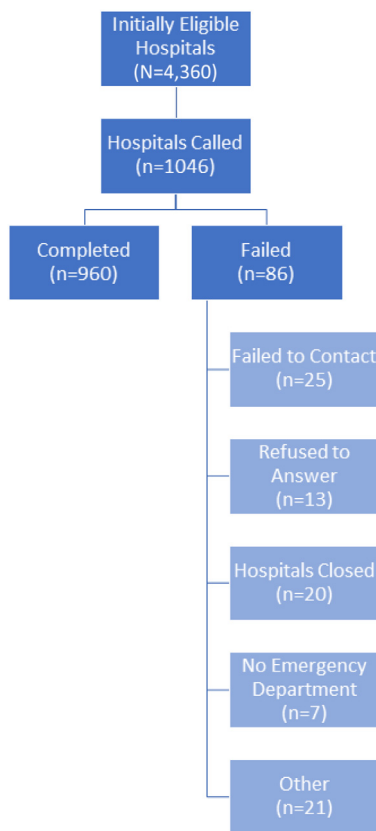 Initially Eligible
Hospitals
(N=4,360)
Hospitals Called
(n=1046)
Completed
(n=960)
Failed
(n=86)
Failed to Contact
(n=25)
Refused to
Answer
(n=13)
Hospitals Closed
(n=20)
No Emergency
Department
(n=7)
Other
(n=21)